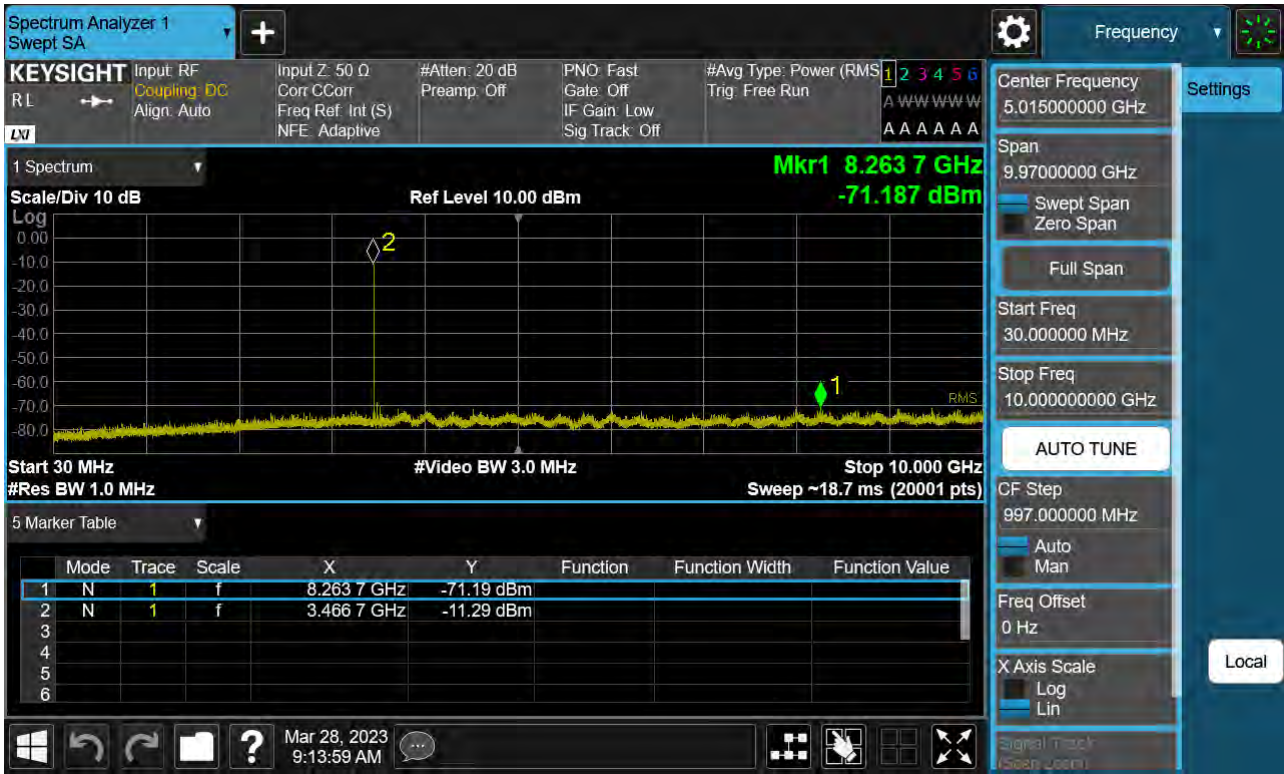 Spectrum Analyzer 1
Swept SA
+
Frequency
KEYSIGHT
RL
LXI
Input: RF
Coupling: DC
Align: Auto
Input Z: 50 Ω
Corr CCorr
Freq Ref: Int (S)
NFE: Adaptive
#Atten: 20 dB
Preamp: Off
PNO: Fast
Gate: Off
IF Gain: Low
Sig Track: Off
#Avg Type: Power (RMS
Trig: Free Run
1 2 3 4 5 6
A W W W W W
A A A A A A
1 Spectrum
Scale/Div 10 dB
Ref Level 10.00 dBm
Mkr1 8.263 7 GHz
-71.187 dBm
Log
0.00
-10.0
-20.0
-30.0
-40.0
-50.0
-60.0
-70.0
-80.0
2
1
RMS
Start 30 MHz
#Video BW 3.0 MHz
Stop 10.000 GHz
#Res BW 1.0 MHz
Sweep ~18.7 ms (20001 pts)
5 Marker Table
Mode Trace Scale X Y Function Function Width Function Value
1 N 1 f 8.263 7 GHz -71.19 dBm
2 N 1 f 3.466 7 GHz -11.29 dBm
3
4
5
6
Mar 28, 2023
9:13:59 AM
?
Center Frequency
5.015000000 GHz
Settings
Span
9.97000000 GHz
Swept Span
Zero Span
Full Span
Start Freq
30.000000 MHz
Stop Freq
10.000000000 GHz
AUTO TUNE
CF Step
997.000000 MHz
Auto
Man
Freq Offset
0 Hz
X Axis Scale
Log
Lin
Local
Signal Track
(Span Zoom)